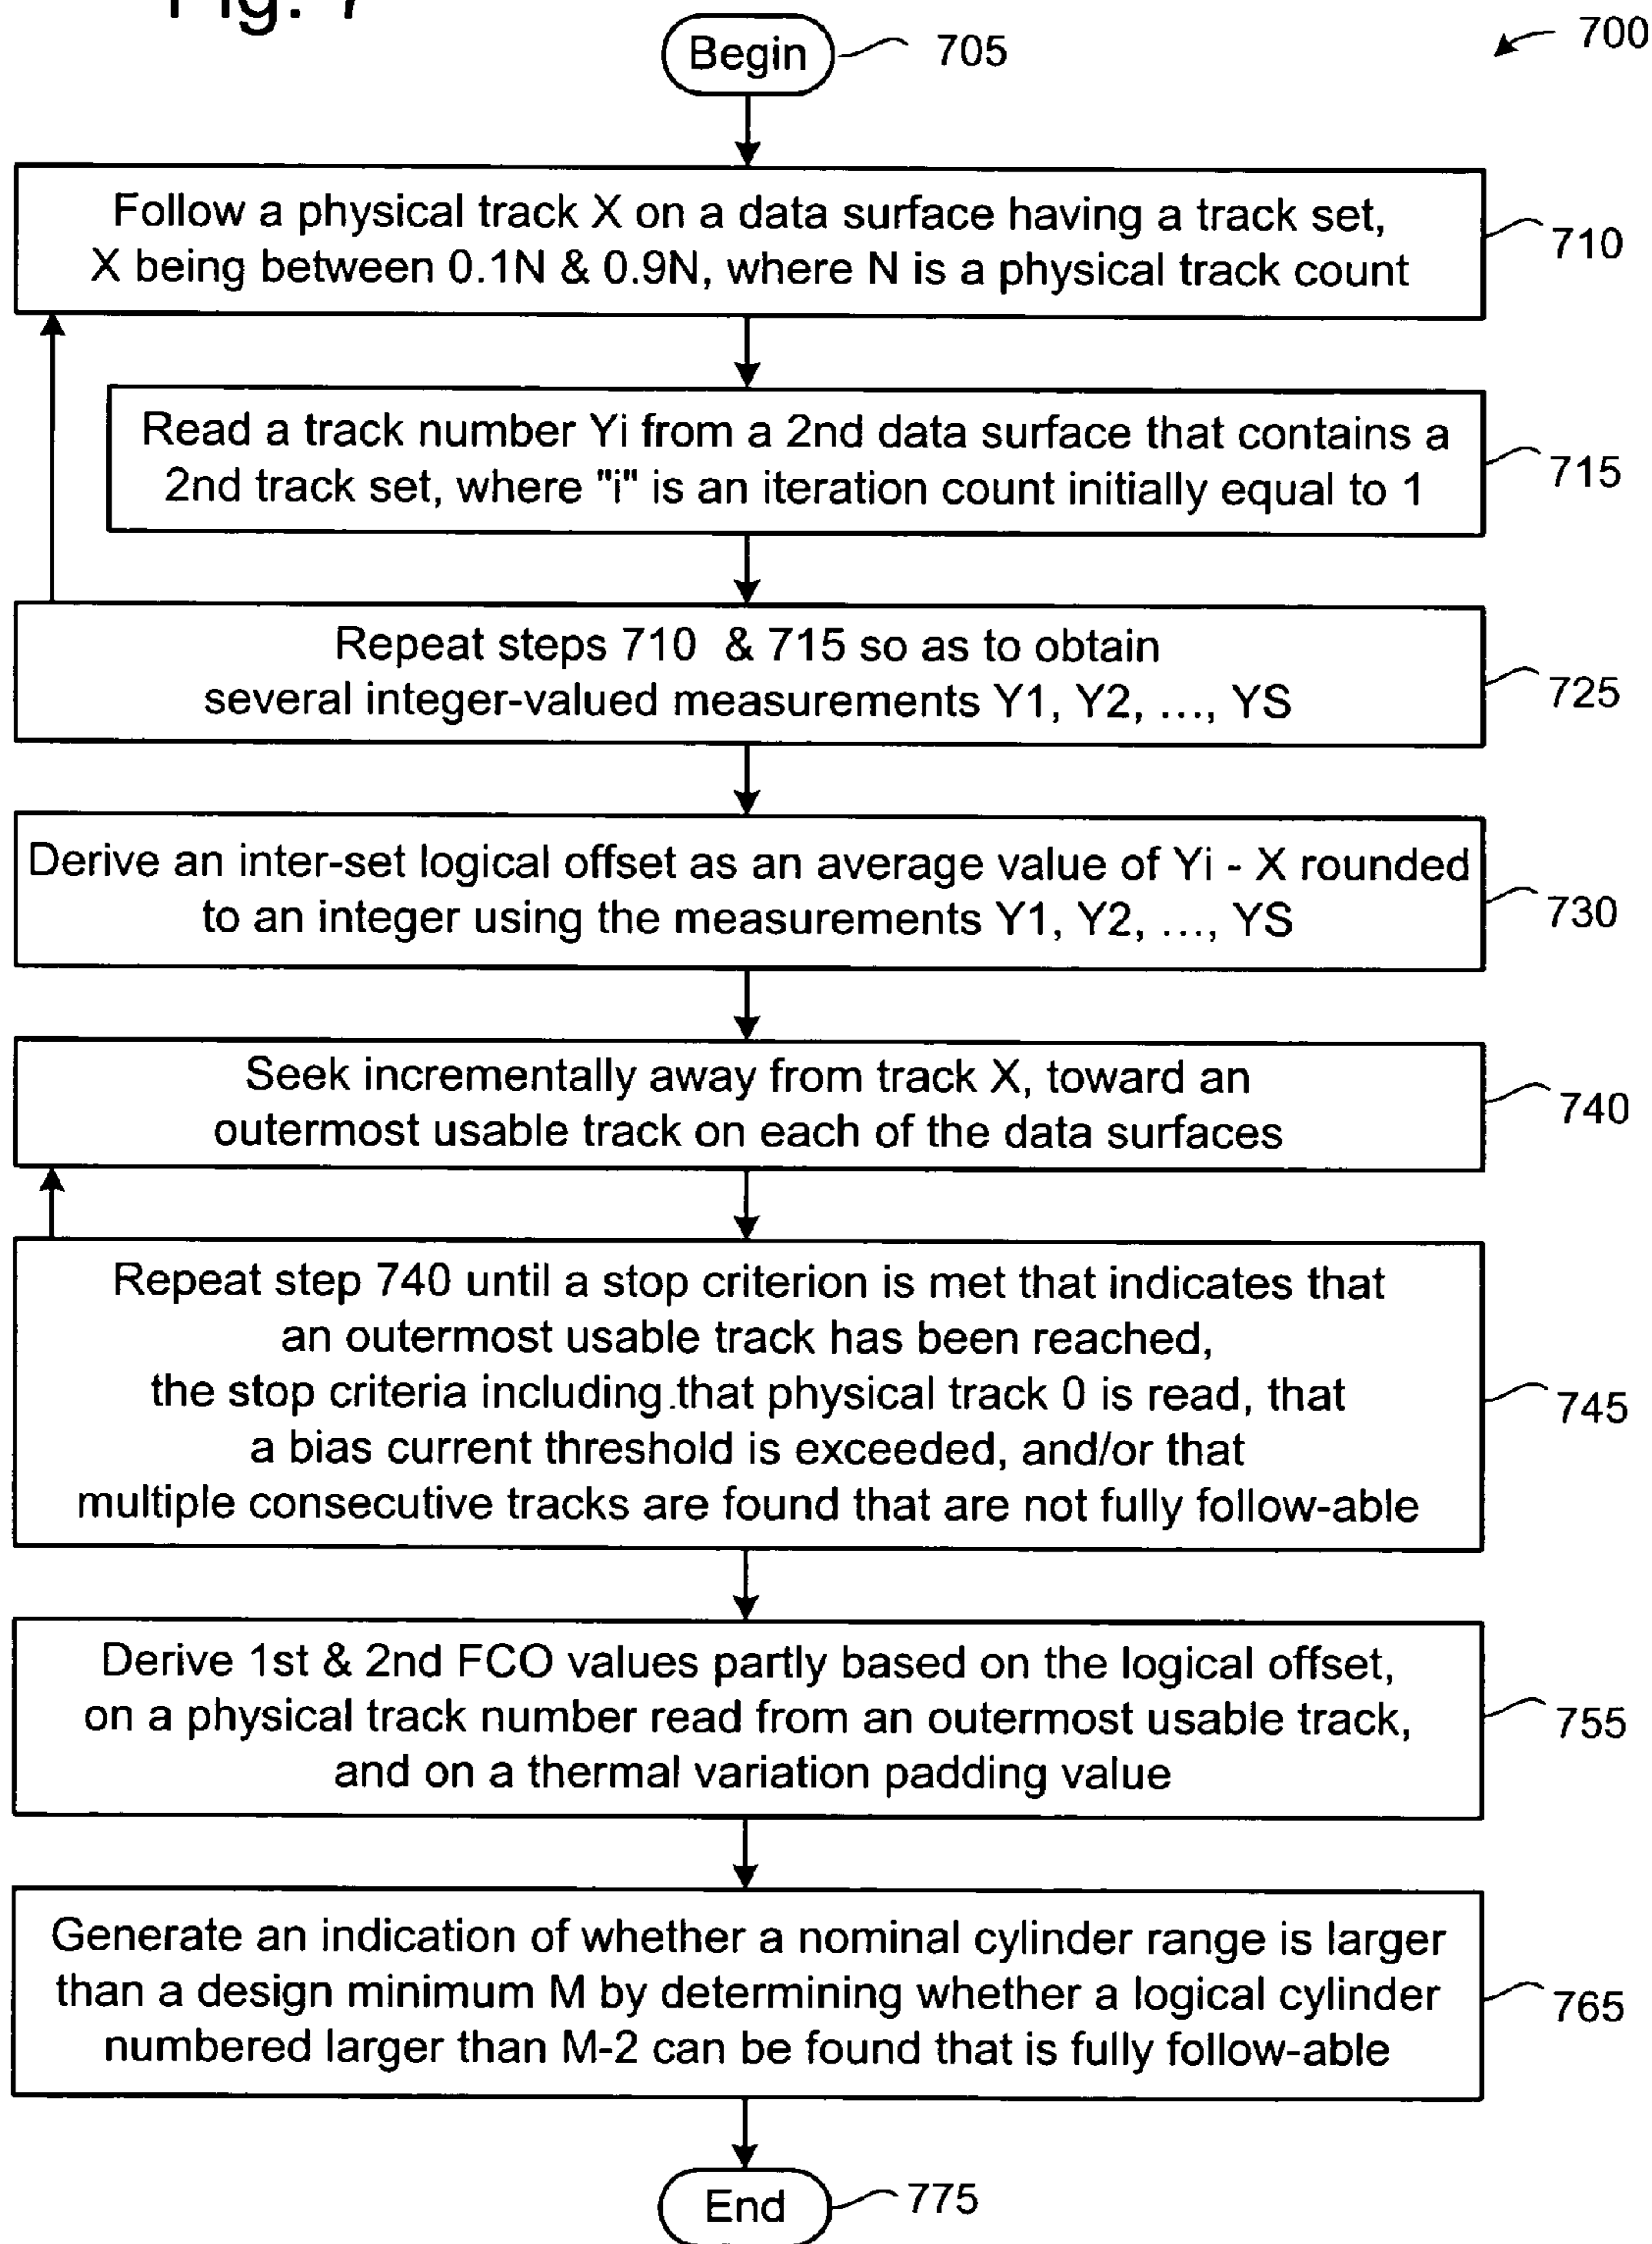 Fig. 7
Begin
705
700
Follow a physical track X on a data surface having a track set,
X being between 0.1N & 0.9N, where N is a physical track count
710
Read a track number Yi from a 2nd data surface that contains a
2nd track set, where "i" is an iteration count initially equal to 1
715
Repeat steps 710 & 715 so as to obtain
several integer-valued measurements Y1, Y2, ..., YS
725
Derive an inter-set logical offset as an average value of Yi - X rounded
to an integer using the measurements Y1, Y2, ..., YS
730
Seek incrementally away from track X, toward an
outermost usable track on each of the data surfaces
740
Repeat step 740 until a stop criterion is met that indicates that
an outermost usable track has been reached,
the stop criteria including that physical track 0 is read, that
a bias current threshold is exceeded, and/or that
multiple consecutive tracks are found that are not fully follow-able
745
Derive 1st & 2nd FCO values partly based on the logical offset,
on a physical track number read from an outermost usable track,
and on a thermal variation padding value
755
Generate an indication of whether a nominal cylinder range is larger
than a design minimum M by determining whether a logical cylinder
numbered larger than M-2 can be found that is fully follow-able
765
End
775